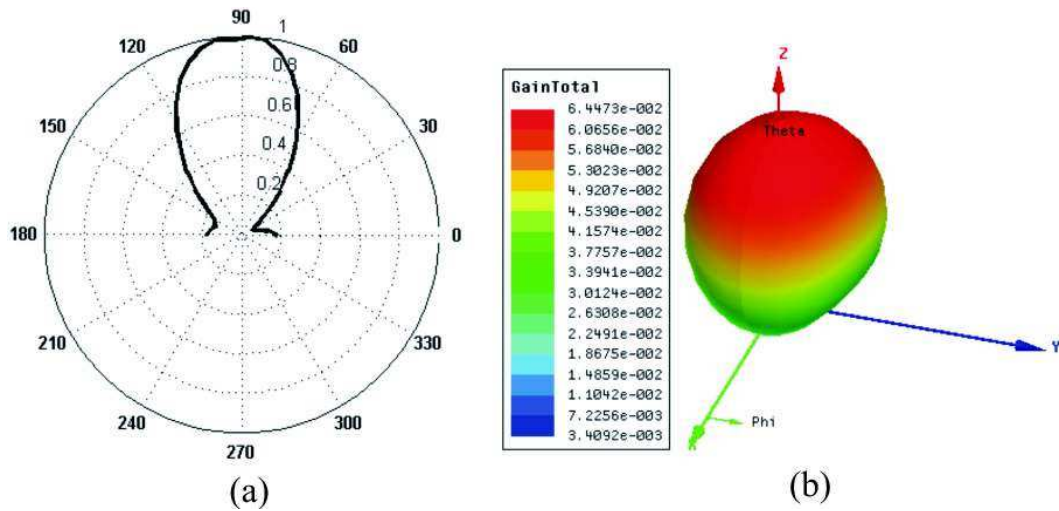 90
1
120
60
0.8
0.6
150
30
0.4
0.2
180
0
0
210
330
240
300
270
(a)
GainTotal
6.4473e-002
6.0656e-002
5.6840e-002
5.3023e-002
4.9207e-002
4.5390e-002
4.1574e-002
3.7757e-002
3.3941e-002
3.0124e-002
2.6308e-002
2.2491e-002
1.8675e-002
1.4859e-002
1.1042e-002
7.2256e-003
3.4092e-003
Z
Theta
Y
Phi
X
(b)